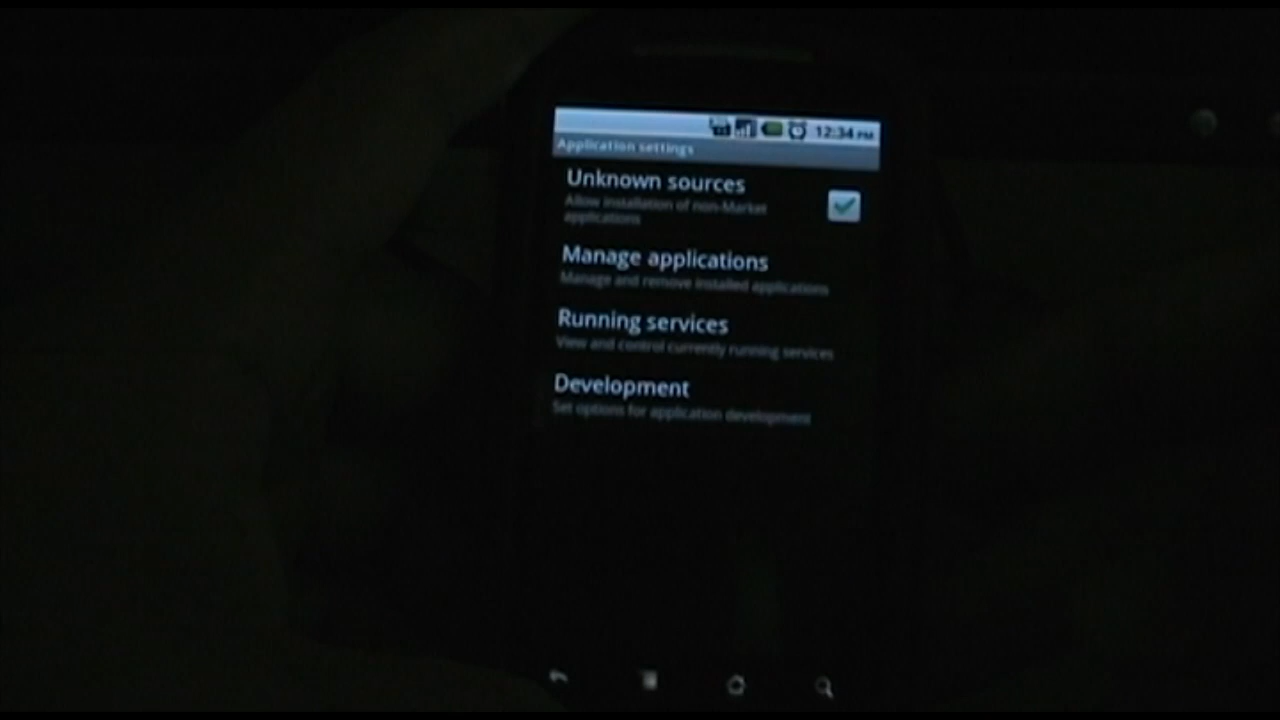 12:34 PM
Application settings
Unknown sources
Allow installation of non-Market
applications
Manage applications
Manage and remove installed applications
Running services
View and control currently running services
Development
Set options for application development